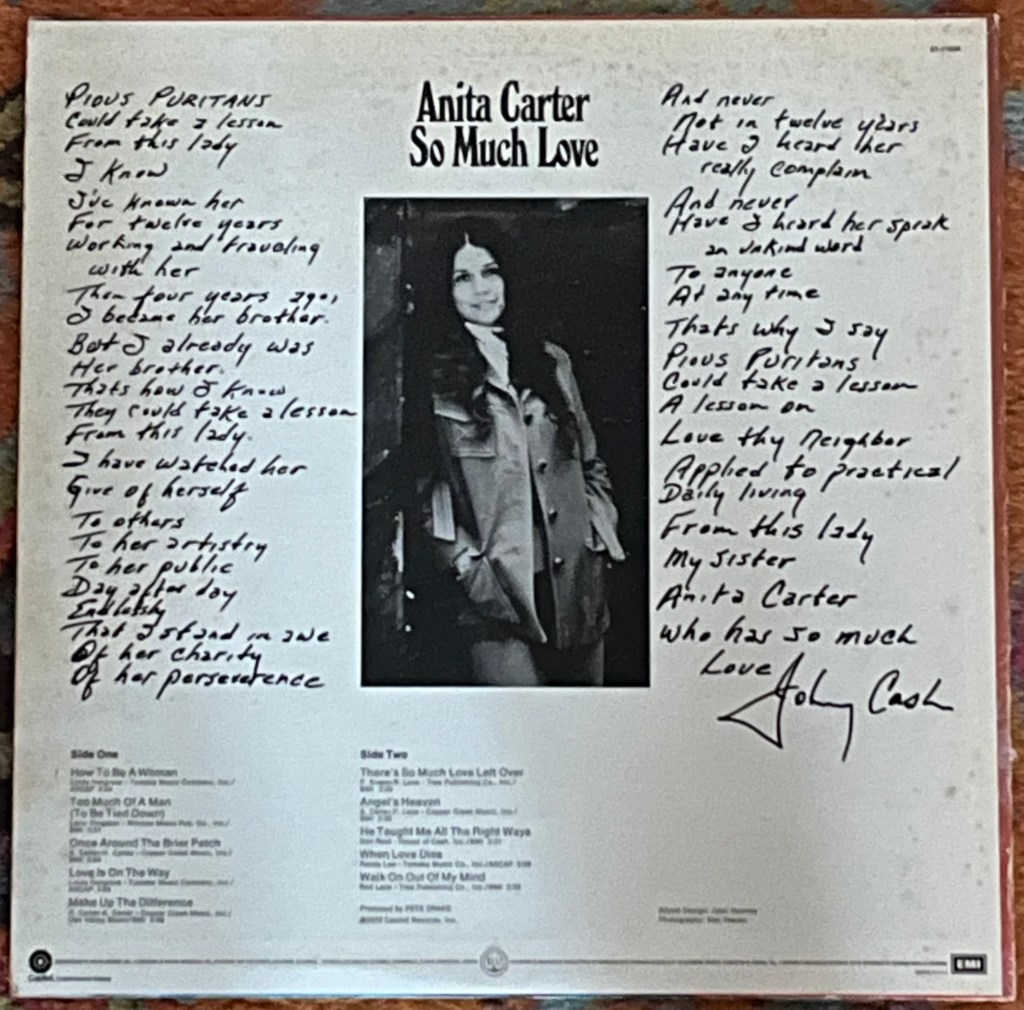 Anita Carter
So Much Love
PIOUS PURITANS
Could take a lesson
From this lady
I Know
I've known her
For twelve years
Working and traveling
with her
Then four years ago,
I became her brother.
But I already was
Her brother.
Thats how I Know
They could take a lesson
From this lady.
I have watched her
Give of herself
To others
To her artistry
To her public
Day after day
Endlessly
That I stand in awe
Of her charity
Of her perseverence
And never
Not in twelve years
Have I heard her
really complain
And never
Have I heard her speak
an unkind word
To anyone
At any time
Thats why I say
Pious Puritans
Could take a lesson
A lesson on
Love thy neighbor
Applied to practical
Daily living
From this lady
My sister
Anita Carter
who has so much
Love
Johny Cash
Side One
How To Be A Woman
Too Much Of A Man
(To Be Tied Down)
Once Around The Briar Patch
Love Is On The Way
Make Up The Difference
Side Two
There's So Much Love Left Over
Angel's Heaven
He Taught Me All The Right Ways
When Love Dies
Walk On Out Of My Mind
Produced by PETE DRAKE
Capitol
EMI